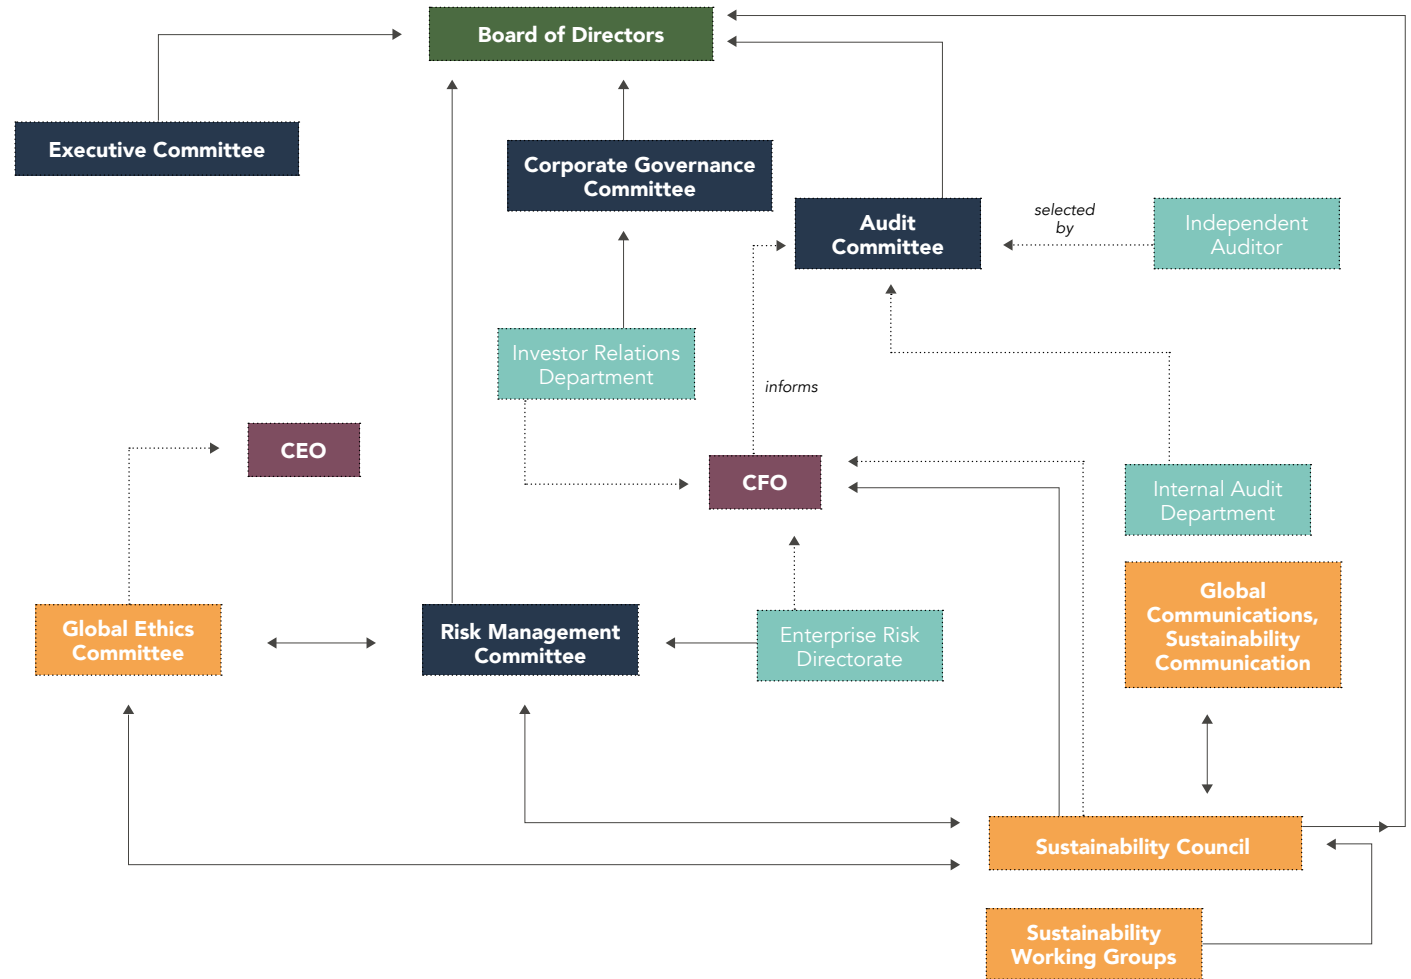 Board of Directors
Executive Committee
Corporate Governance
Committee
Audit
Committee
selected
by
Independent
Auditor
Investor Relations
Department
informs
CEO
CFO
Internal Audit
Department
Global Ethics
Committee
Risk Management
Committee
Enterprise Risk
Directorate
Global
Communications,
Sustainability
Communication
Sustainability Council
Sustainability
Working Groups